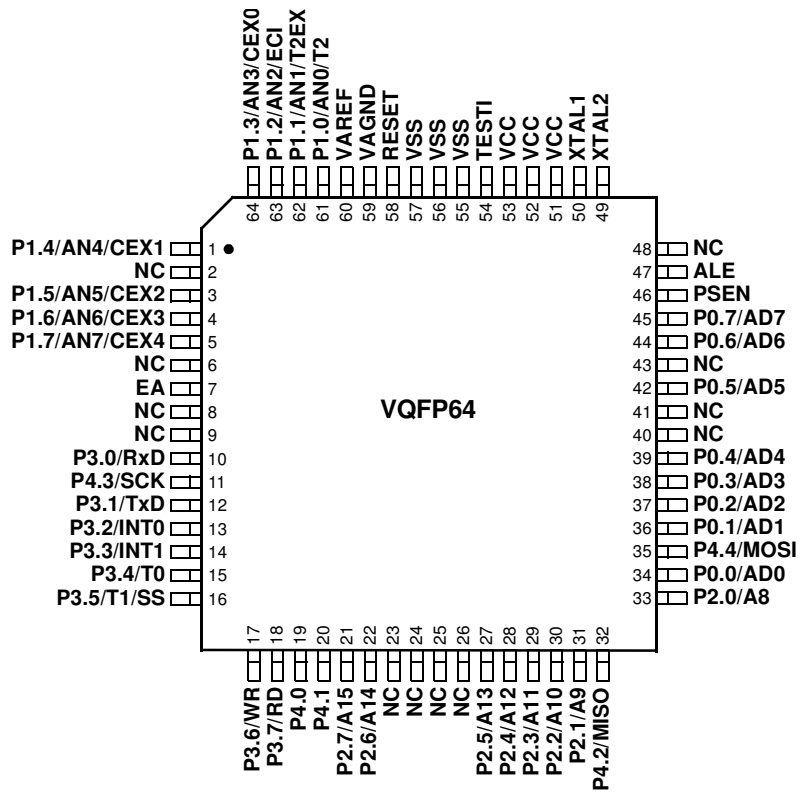 P1.3/AN3/CEX0
P1.2/AN2/ECI
P1.1/AN1/T2EX
P1.0/AN0/T2
VAREF
VAGND
RESET
VSS
VSS
VSS
TESTI
VCC
VCC
VCC
XTAL1
XTAL2
64
63
62
61
60
59
58
57
56
55
54
53
52
51
50
49
P1.4/AN4/CEX1 1
NC 2
P1.5/AN5/CEX2 3
P1.6/AN6/CEX3 4
P1.7/AN7/CEX4 5
NC 6
EA 7
NC 8
NC 9
P3.0/RxD 10
P4.3/SCK 11
P3.1/TxD 12
P3.2/INT0 13
P3.3/INT1 14
P3.4/T0 15
P3.5/T1/SS 16
VQFP64
48 NC
47 ALE
46 PSEN
45 P0.7/AD7
44 P0.6/AD6
43 NC
42 P0.5/AD5
41 NC
40 NC
39 P0.4/AD4
38 P0.3/AD3
37 P0.2/AD2
36 P0.1/AD1
35 P4.4/MOSI
34 P0.0/AD0
33 P2.0/A8
17
18
19
20
21
22
23
24
25
26
27
28
29
30
31
32
P3.6/WR
P3.7/RD
P4.0
P4.1
P2.7/A15
P2.6/A14
NC
NC
NC
NC
P2.5/A13
P2.4/A12
P2.3/A11
P2.2/A10
P2.1/A9
P4.2/MISO